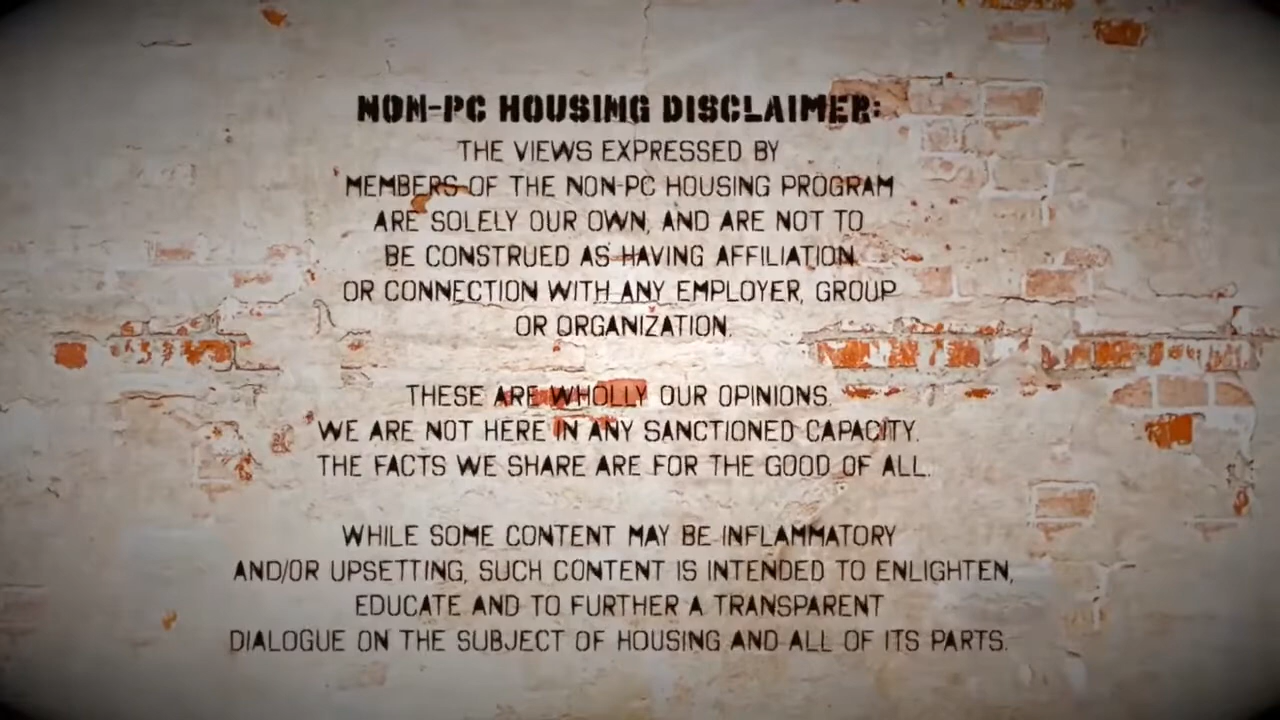 NON-PC HOUSING DISCLAIMER:
THE VIEWS EXPRESSED BY
MEMBERS OF THE NON-PC HOUSING PROGRAM
ARE SOLELY OUR OWN, AND ARE NOT TO
BE CONSTRUED AS HAVING AFFILIATION
OR CONNECTION WITH ANY EMPLOYER, GROUP
OR ORGANIZATION.
THESE ARE WHOLLY OUR OPINIONS.
WE ARE NOT HERE IN ANY SANCTIONED CAPACITY.
THE FACTS WE SHARE ARE FOR THE GOOD OF ALL.
WHILE SOME CONTENT MAY BE INFLAMMATORY
AND/OR UPSETTING, SUCH CONTENT IS INTENDED TO ENLIGHTEN,
EDUCATE AND TO FURTHER A TRANSPARENT
DIALOGUE ON THE SUBJECT OF HOUSING AND ALL OF ITS PARTS.